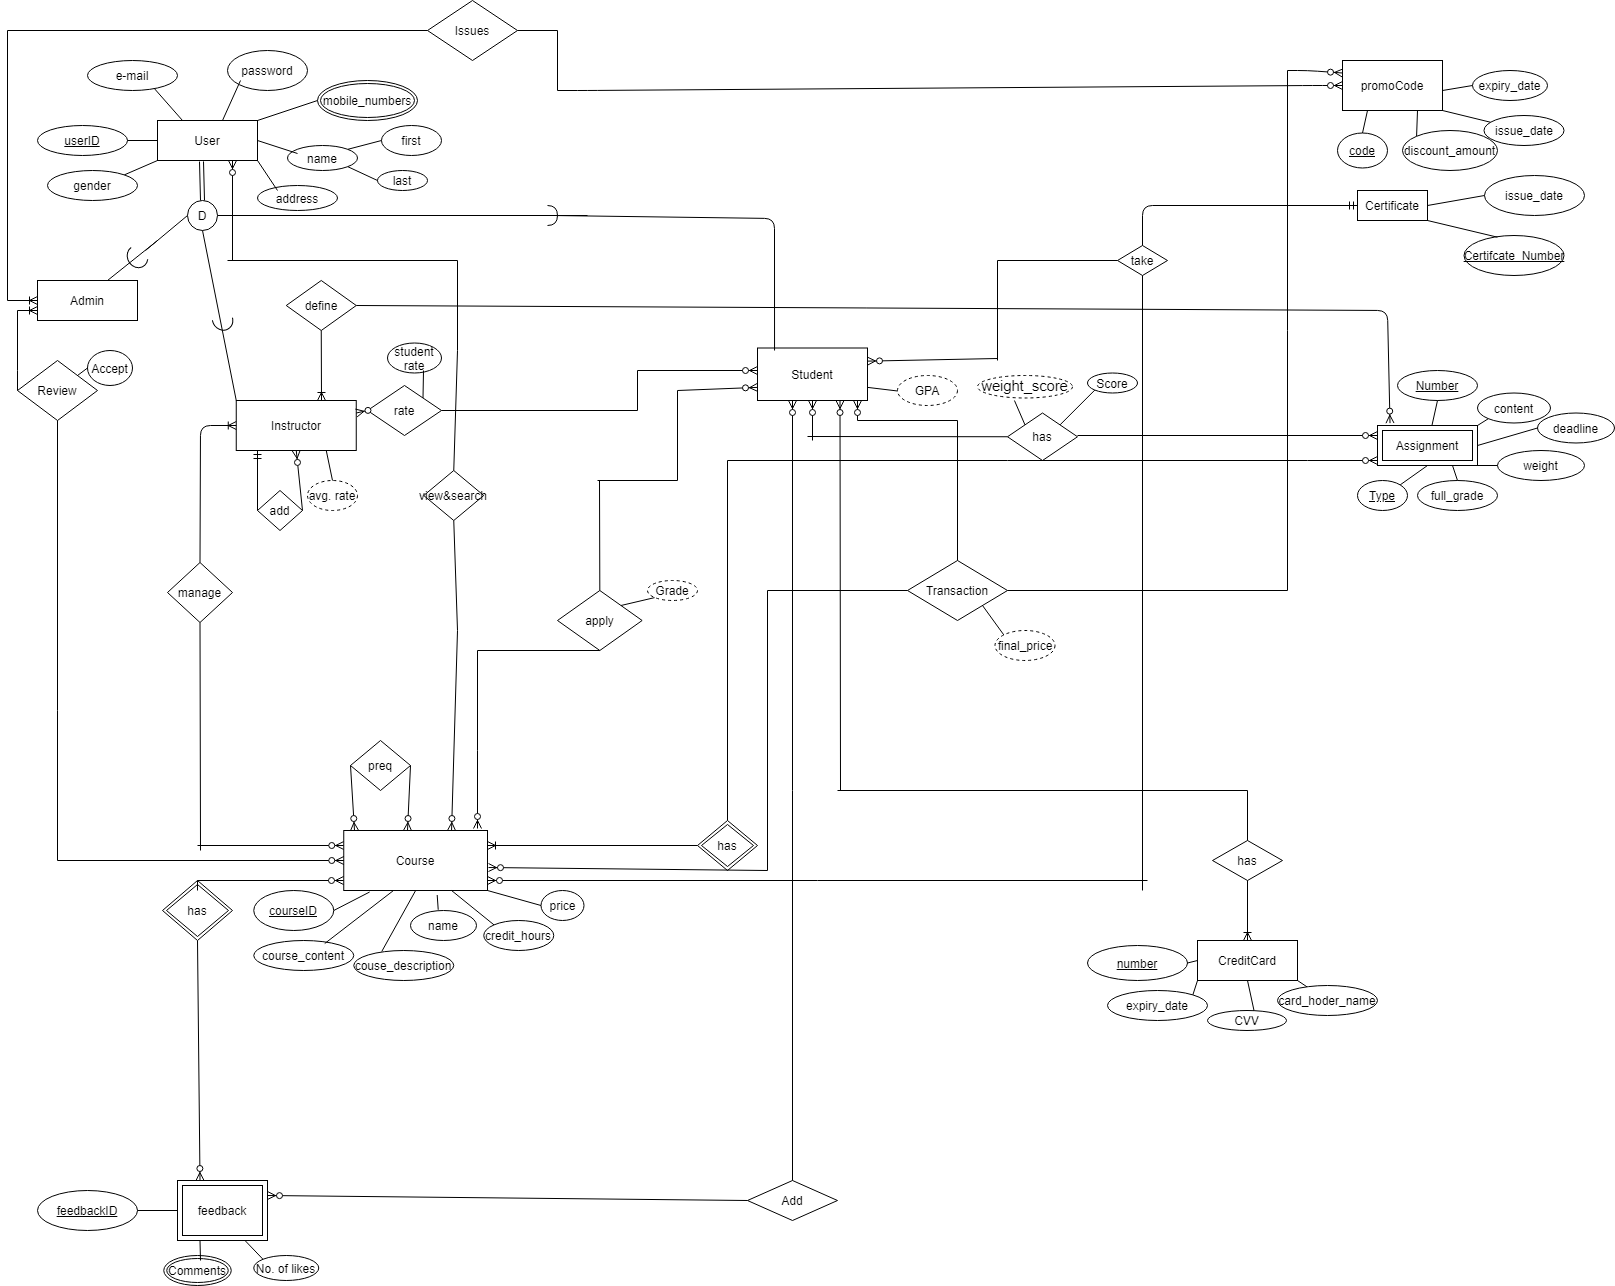 Issues
e-mail
password
mobile_numbers
userID
User
name
first
last
gender
address
promoCode
expiry_date
issue_date
code
discount_amount
Certificate
issue_date
Certifcate_Number
D
take
Admin
define
Review
Accept
student
rate
rate
Instructor
add
avg. rate
view&search
Student
GPA
weight_score
Score
has
Number
content
deadline
Assignment
weight
Type
full_grade
manage
apply
Grade
Transaction
final_price
preq
Course
has
has
courseID
course_content
couse_description
name
credit_hours
price
has
CreditCard
number
expiry_date
CVV
card_hoder_name
feedback
feedbackID
Comments
No. of likes
Add